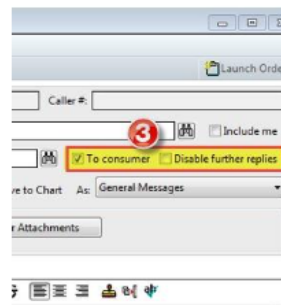 Launch Orde
Caller #:
3
Include me
To consumer Disable further replies
ve to Chart As: General Messages
r Attachments